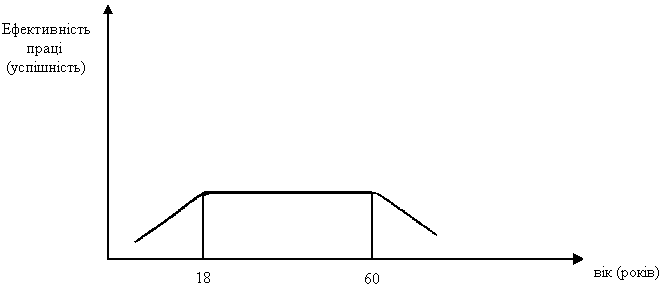 Ефективність
праці
(успішність)
18
60
вік (років)